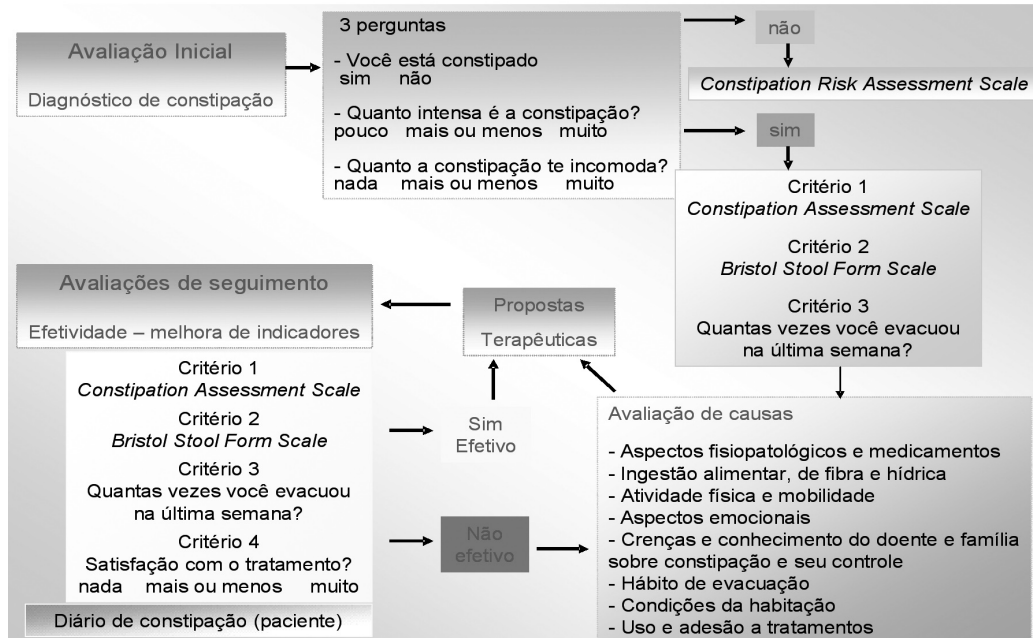 Avaliação Inicial
Diagnóstico de constipação
3 perguntas
- Você está constipado
sim não
- Quanto intensa é a constipação?
pouco mais ou menos muito
- Quanto a constipação te incomoda?
nada mais ou menos muito
não
Constipation Risk Assessment Scale
sim
Critério 1
Constipation Assessment Scale
Critério 2
Bristol Stool Form Scale
Critério 3
Quantas vezes você evacuou
na última semana?
Avaliação de causas
- Aspectos fisiopatológicos e medicamentos
- Ingestão alimentar, de fibra e hídrica
- Atividade física e mobilidade
- Aspectos emocionais
- Crenças e conhecimento do doente e família
sobre constipação e seu controle
- Hábito de evacuação
- Condições da habitação
- Uso e adesão a tratamentos
Propostas
Terapêuticas
Avaliações de seguimento
Efetividade – melhora de indicadores
Critério 1
Constipation Assessment Scale
Critério 2
Bristol Stool Form Scale
Critério 3
Quantas vezes você evacuou
na última semana?
Critério 4
Satisfação com o tratamento?
nada mais ou menos muito
Diário de constipação (paciente)
Sim
Efetivo
Não
efetivo